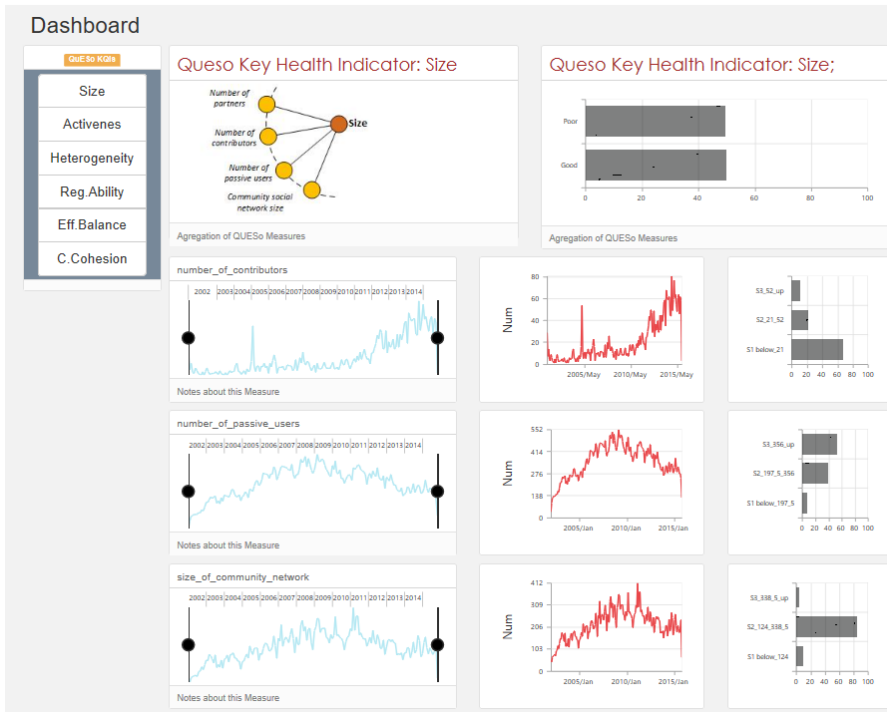 Dashboard
QuESo KQIs
Size
Activenes
Heterogeneity
Reg.Ability
Eff.Balance
C.Cohesion
Queso Key Health Indicator: Size
Number of
partners
Number of
contributors
Number of
passive users
Community social
network size
Size
Agregation of QUESo Measures
Queso Key Health Indicator: Size;
Poor
Good
0 20 40 60 80 100
Agregation of QUESo Measures
number_of_contributors
2002 2003 2004 2005 2006 2007 2008 2009 2010 2011 2012 2013 2014
Notes about this Measure
Num
80
60
40
20
0
2005/May 2010/May 2015/May
S3_52_up
S2_21_52
S1 below_21
0 20 40 60 80 100
number_of_passive_users
2002 2003 2004 2005 2006 2007 2008 2009 2010 2011 2012 2013 2014
Notes about this Measure
Num
552
414
276
138
0
2005/Jan 2010/Jan 2015/Jan
S3_356_up
S2_197_5_356
S1 below_197_5
0 20 40 60 80 100
size_of_community_network
2002 2003 2004 2005 2006 2007 2008 2009 2010 2011 2012 2013 2014
Notes about this Measure
Num
412
309
206
103
0
2005/Jan 2010/Jan 2015/Jan
S3_338_5_up
S2_124_338_5
S1 below_124
0 20 40 60 80 100